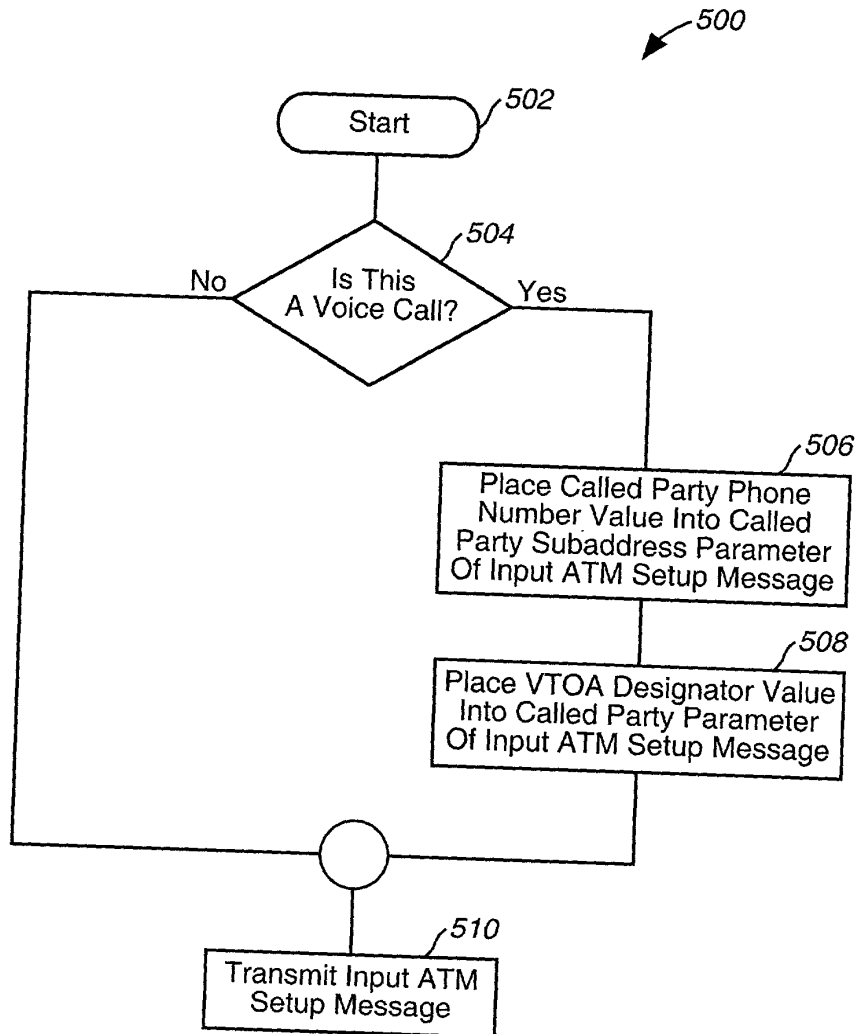 500
Start
502
504
Is This
A Voice Call?
No
Yes
506
Place Called Party Phone
Number Value Into Called
Party Subaddress Parameter
Of Input ATM Setup Message
508
Place VTOA Designator Value
Into Called Party Parameter
Of Input ATM Setup Message
510
Transmit Input ATM
Setup Message